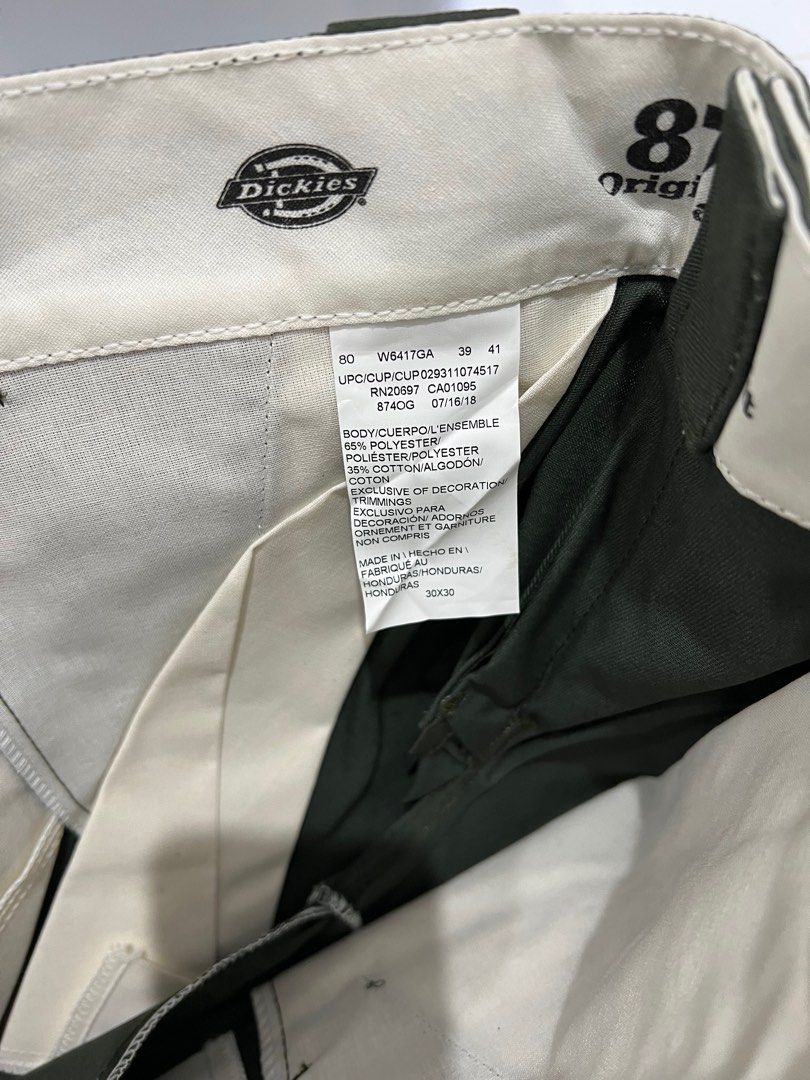 Dickies
87
Origi
80 W6417GA 39 41
UPC/CUP/CUP029311074517
RN20697 CA01095
874OG 07/16/18
BODY/CUERPO/L'ENSEMBLE
65% POLYESTER/
POLIÉSTER/POLYESTER
35% COTTON/ALGODÓN/
COTON
EXCLUSIVE OF DECORATION/
TRIMMINGS
EXCLUSIVO PARA
DECORACIÓN/ ADORNOS
ORNEMENT ET GARNITURE
NON COMPRIS
MADE IN \ HECHO EN \
FABRIQUÉ AU
HONDURAS/HONDURAS/
HONDURAS 30X30